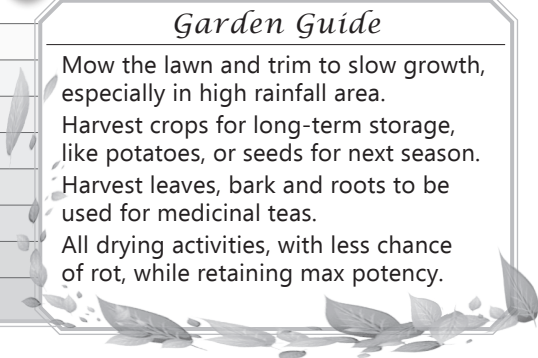 Garden Guide
Mow the lawn and trim to slow growth,
especially in high rainfall area.
Harvest crops for long-term storage,
like potatoes, or seeds for next season.
Harvest leaves, bark and roots to be
used for medicinal teas.
All drying activities, with less chance
of rot, while retaining max potency.